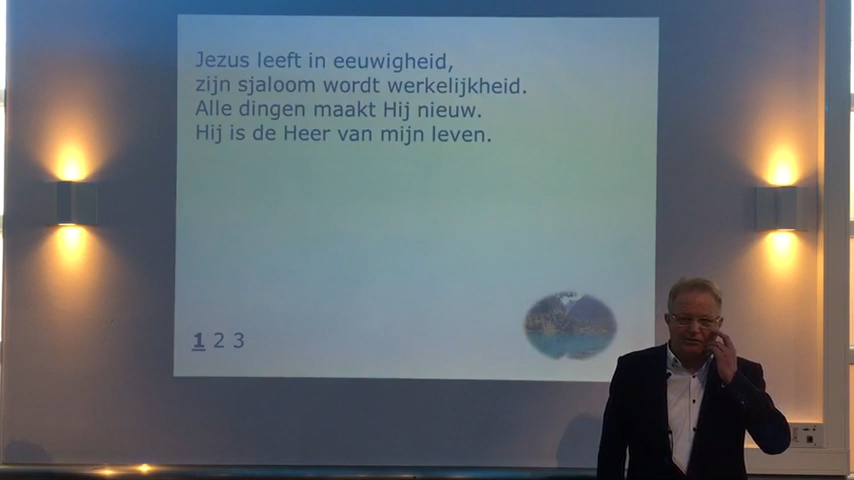 Jezus leeft in eeuwigheid,
zijn sjaloom wordt werkelijkheid.
Alle dingen maakt Hij nieuw.
Hij is de Heer van mijn leven.
1 2 3